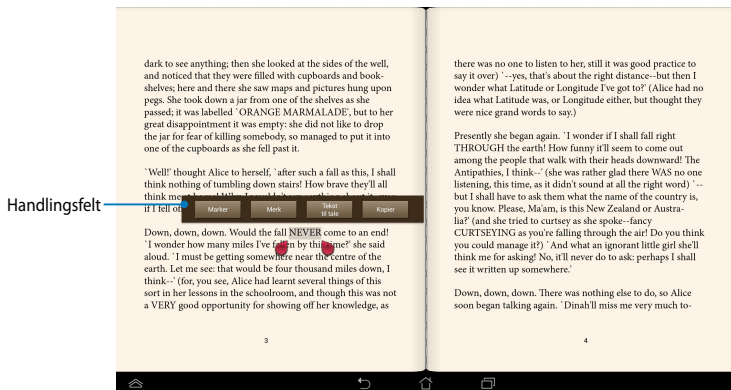 Handlingsfelt
dark to see anything; then she looked at the sides of the well,
and noticed that they were filled with cupboards and book-
shelves; here and there she saw maps and pictures hung upon
pegs. She took down a jar from one of the shelves as she
passed; it was labelled `ORANGE MARMALADE', but to her
great disappointment it was empty: she did not like to drop
the jar for fear of killing somebody, so managed to put it into
one of the cupboards as she fell past it.
`Well!' thought Alice to herself, `after such a fall as this, I shall
think nothing of tumbling down stairs! How brave they'll all
think me
if I fell of
Marker
Merk
Tekst
til tale
Kopier
Down, down, down. Would the fall NEVER come to an end!
`I wonder how many miles I've fallen by this time?' she said
aloud. `I must be getting somewhere near the centre of the
earth. Let me see: that would be four thousand miles down, I
think--' (for, you see, Alice had learnt several things of this
sort in her lessons in the schoolroom, and though this was not
a VERY good opportunity for showing off her knowledge, as
3
there was no one to listen to her, still it was good practice to
say it over) `--yes, that's about the right distance--but then I
wonder what Latitude or Longitude I've got to?' (Alice had no
idea what Latitude was, or Longitude either, but thought they
were nice grand words to say.)
Presently she began again. `I wonder if I shall fall right
THROUGH the earth! How funny it'll seem to come out
among the people that walk with their heads downward! The
Antipathies, I think--' (she was rather glad there WAS no one
listening, this time, as it didn't sound at all the right word) `--
but I shall have to ask them what the name of the country is,
you know. Please, Ma'am, is this New Zealand or Austra-
lia?' (and she tried to curtsey as she spoke--fancy
CURTSEYING as you're falling through the air! Do you think
you could manage it?) `And what an ignorant little girl she'll
think me for asking! No, it'll never do to ask: perhaps I shall
see it written up somewhere.'
Down, down, down. There was nothing else to do, so Alice
soon began talking again. `Dinah'll miss me very much to-
4